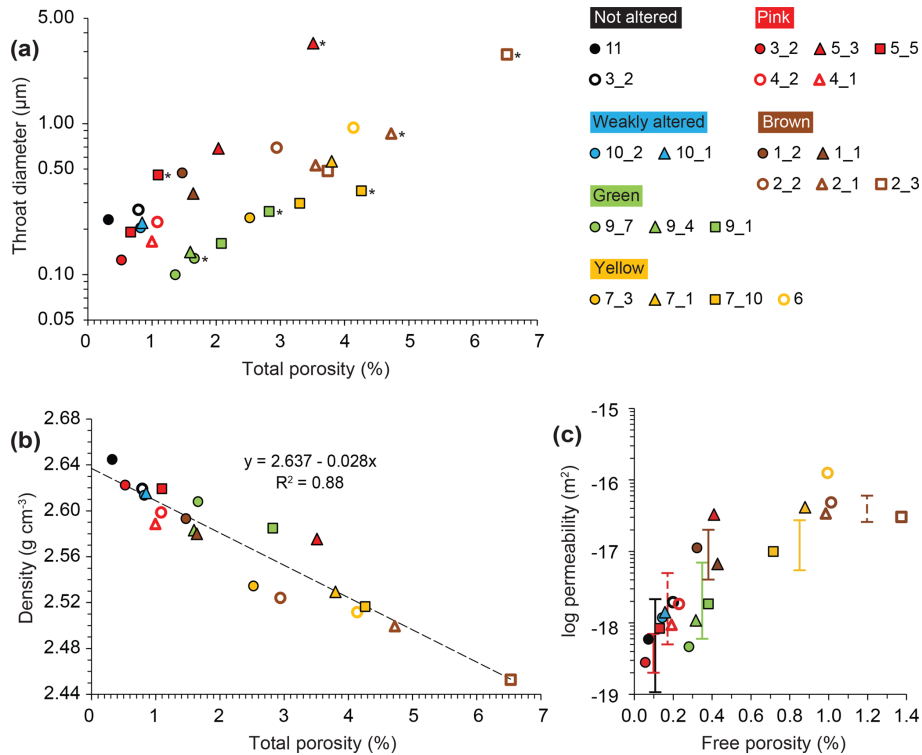 (a)
Throat diameter (μm)
5.00
1.00
0.50
0.10
0.05
0 1 2 3 4 5 6 7
Total porosity (%)
*
*
*
*
*
*
*
Not altered
11
3_2
Pink
3_2 5_3 5_5
4_2 4_1
Weakly altered
10_2 10_1
Brown
1_2 1_1
2_2 2_1 2_3
Green
9_7 9_4 9_1
Yellow
7_3 7_1 7_10 6
(b)
Density (g cm⁻³)
2.68
2.64
2.60
2.56
2.52
2.48
2.44
y = 2.637 - 0.028x
R² = 0.88
0 1 2 3 4 5 6 7
Total porosity (%)
(c)
log permeability (m²)
-15
-16
-17
-18
-19
0.0 0.2 0.4 0.6 0.8 1.0 1.2 1.4
Free porosity (%)